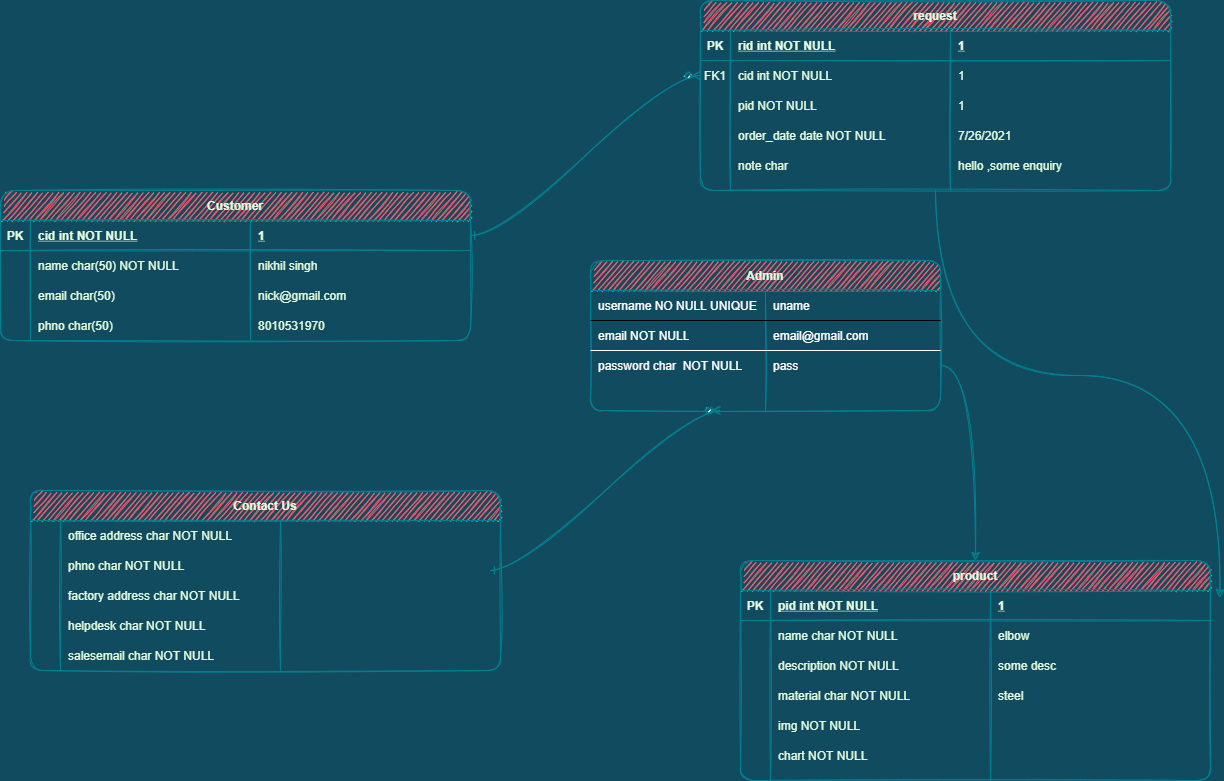 request
PK rid int NOT NULL 1
FK1 cid int NOT NULL 1
pid NOT NULL 1
order_date date NOT NULL 7/26/2021
note char hello ,some enquiry
Customer
PK cid int NOT NULL 1
name char(50) NOT NULL nikhil singh
email char(50) nick@gmail.com
phno char(50) 8010531970
Admin
username NO NULL UNIQUE uname
email NOT NULL email@gmail.com
password char  NOT NULL pass
Contact Us
office address char NOT NULL
phno char NOT NULL
factory address char NOT NULL
helpdesk char NOT NULL
salesemail char NOT NULL
product
PK pid int NOT NULL 1
name char NOT NULL elbow
description NOT NULL some desc
material char NOT NULL steel
img NOT NULL
chart NOT NULL